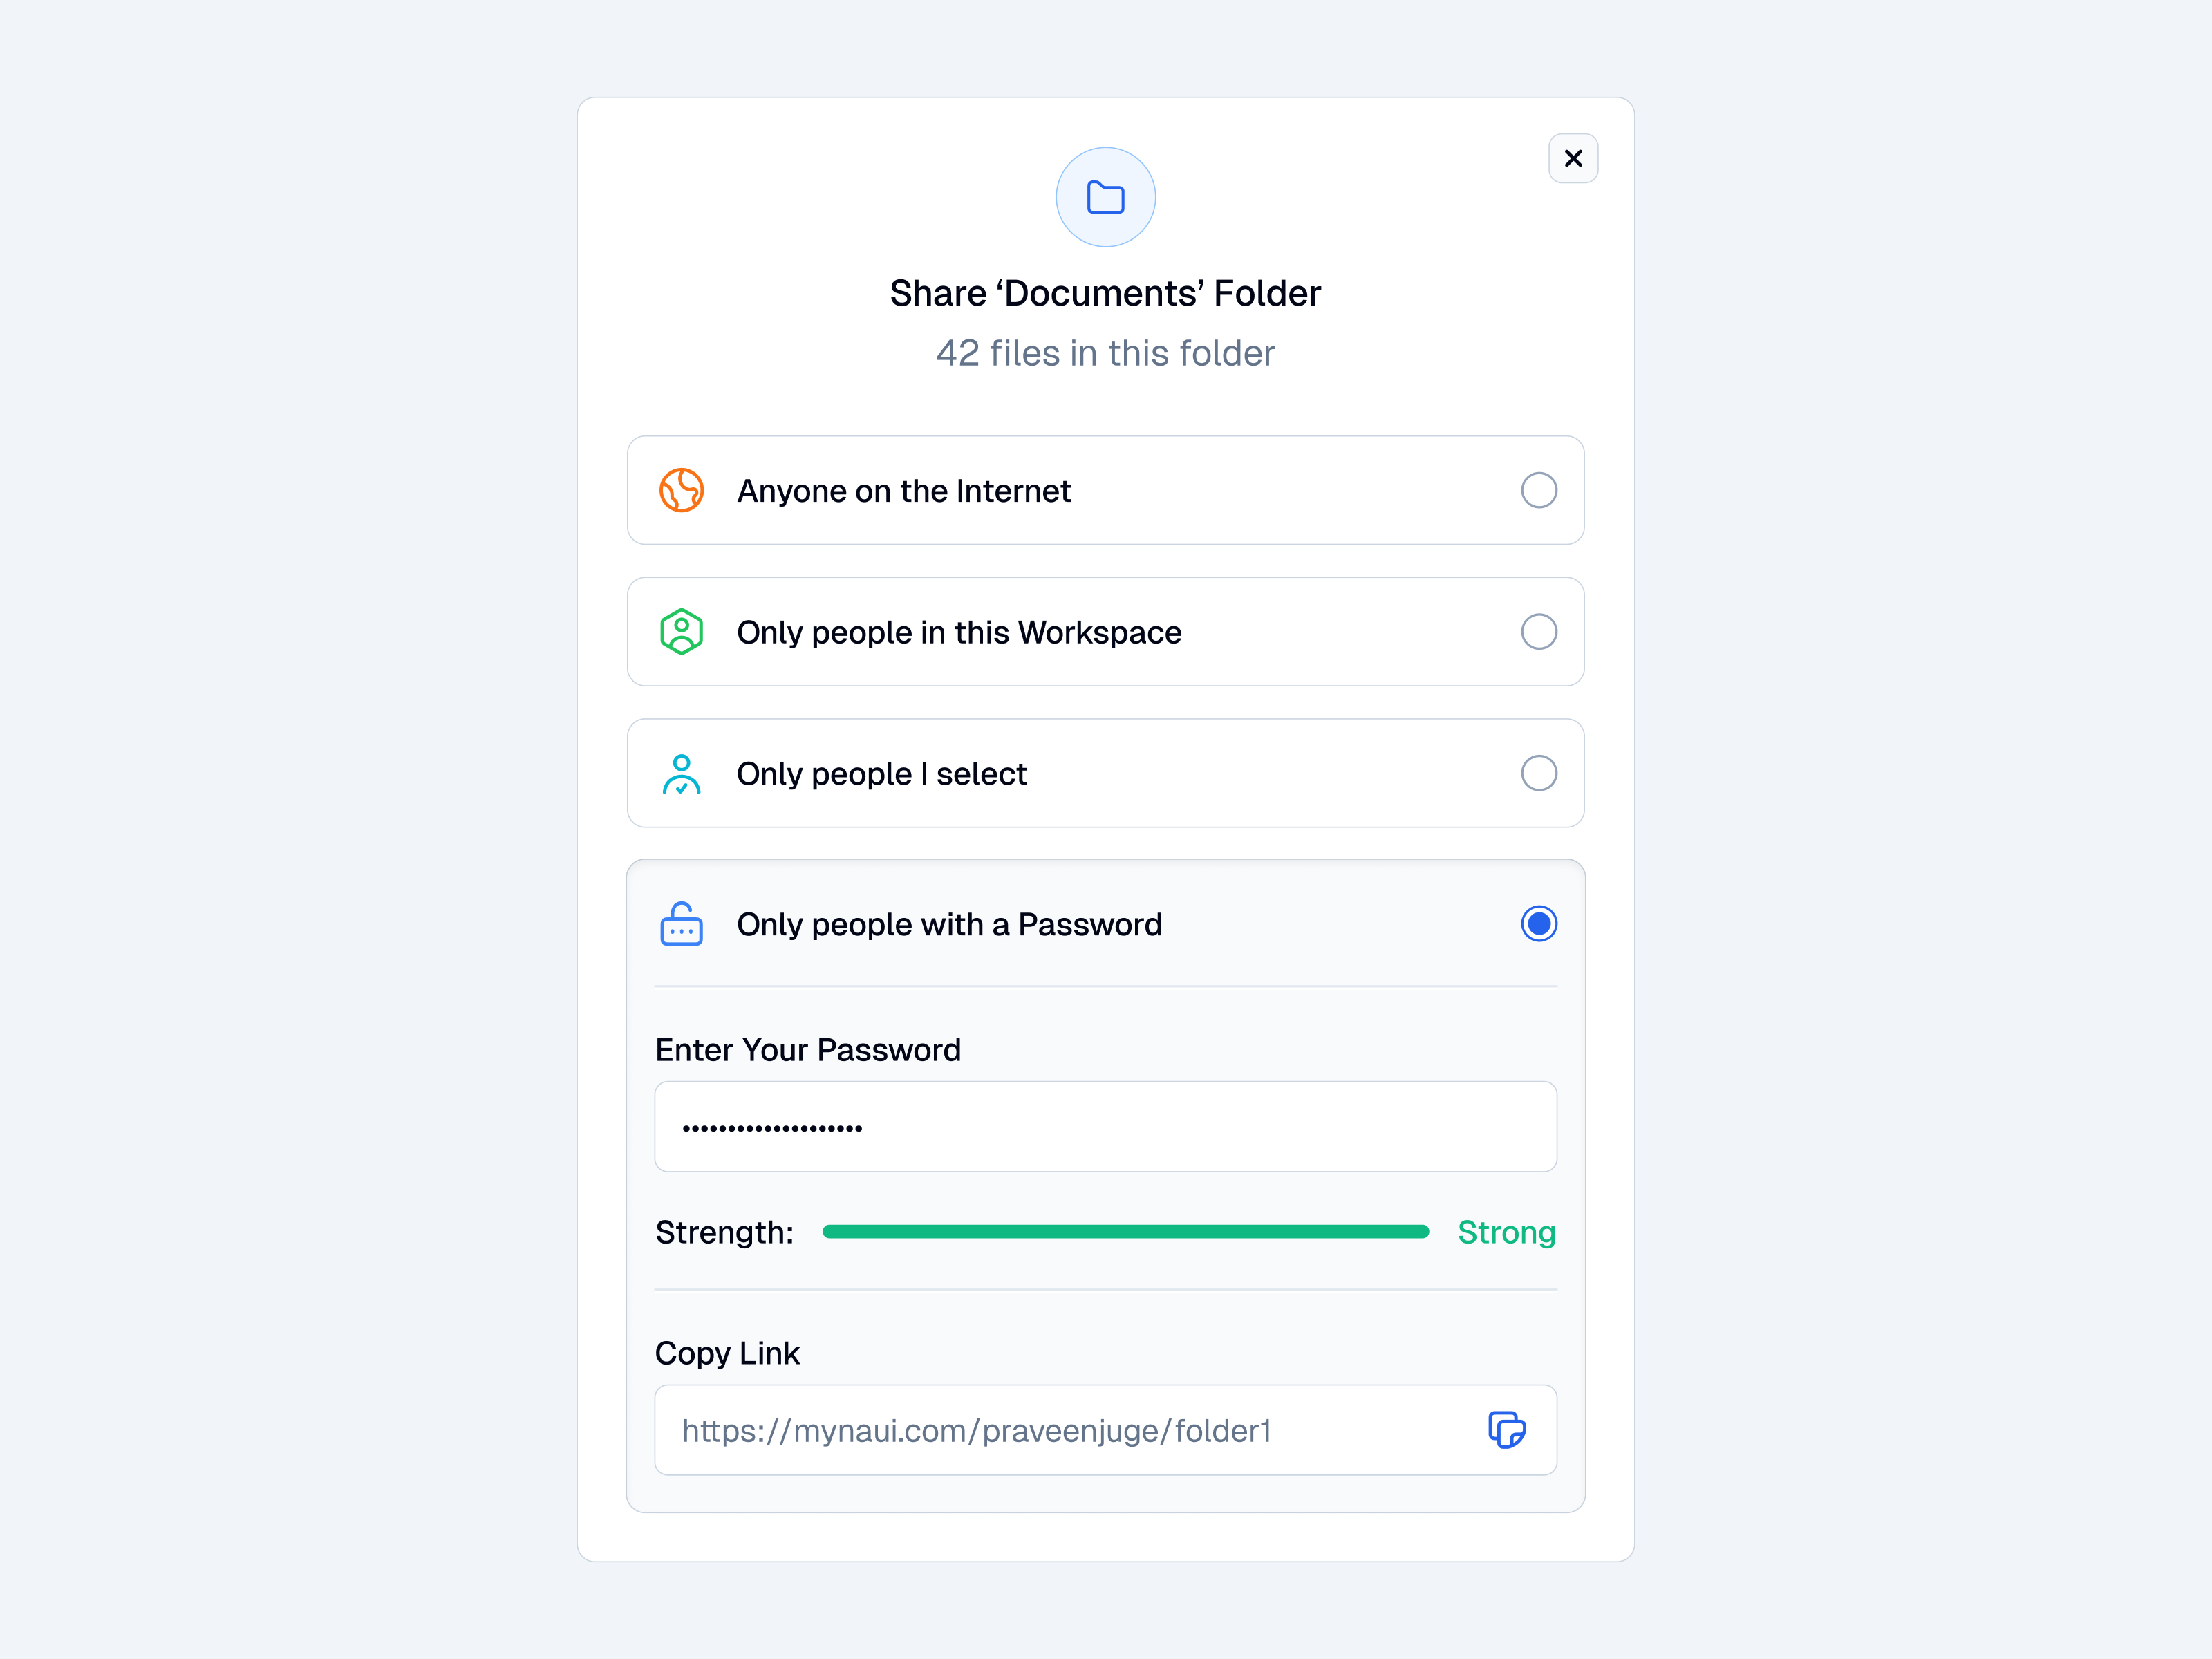 Share ‘Documents’ Folder
42 files in this folder
Anyone on the Internet
Only people in this Workspace
Only people I select
Only people with a Password
Enter Your Password
••••••••••••••••••••
Strength:
Strong
Copy Link
https://mynaui.com/praveenjuge/folder1